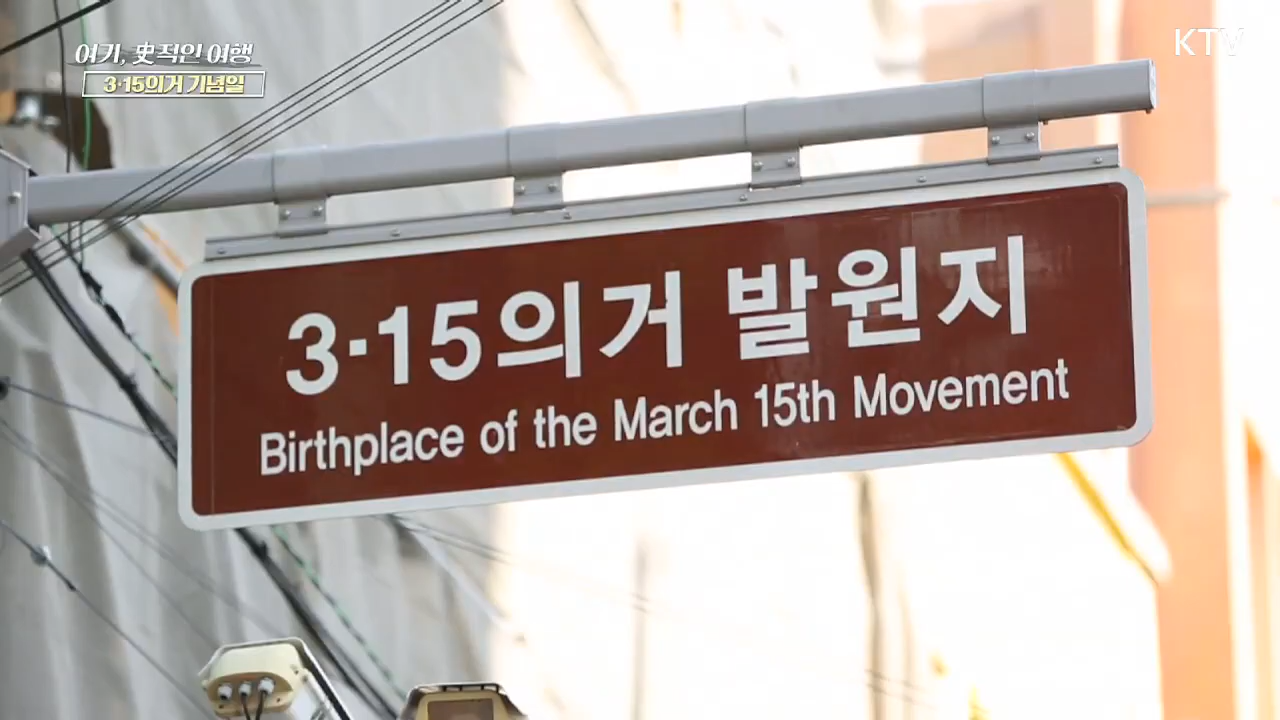 여기, 史적인 여행
3·15의거 기념일
KTV
3·15의거 발원지
Birthplace of the March 15th Movement